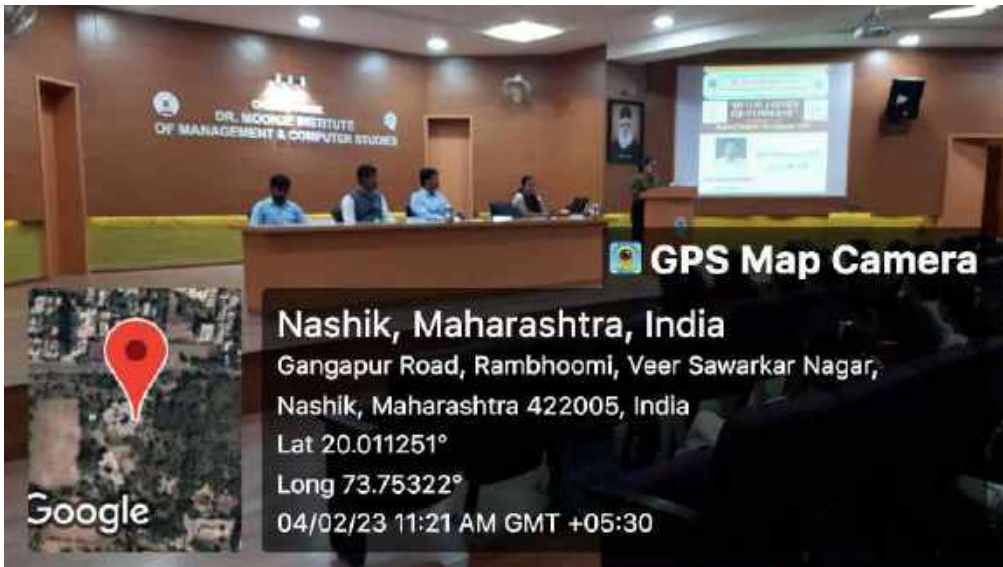 DR. MOONJE INSTITUTE
OF MANAGEMENT & COMPUTER STUDIES
GPS Map Camera
Nashik, Maharashtra, India
Gangapur Road, Rambhoomi, Veer Sawarkar Nagar,
Nashik, Maharashtra 422005, India
Lat 20.011251°
Long 73.75322°
04/02/23 11:21 AM GMT +05:30
Google